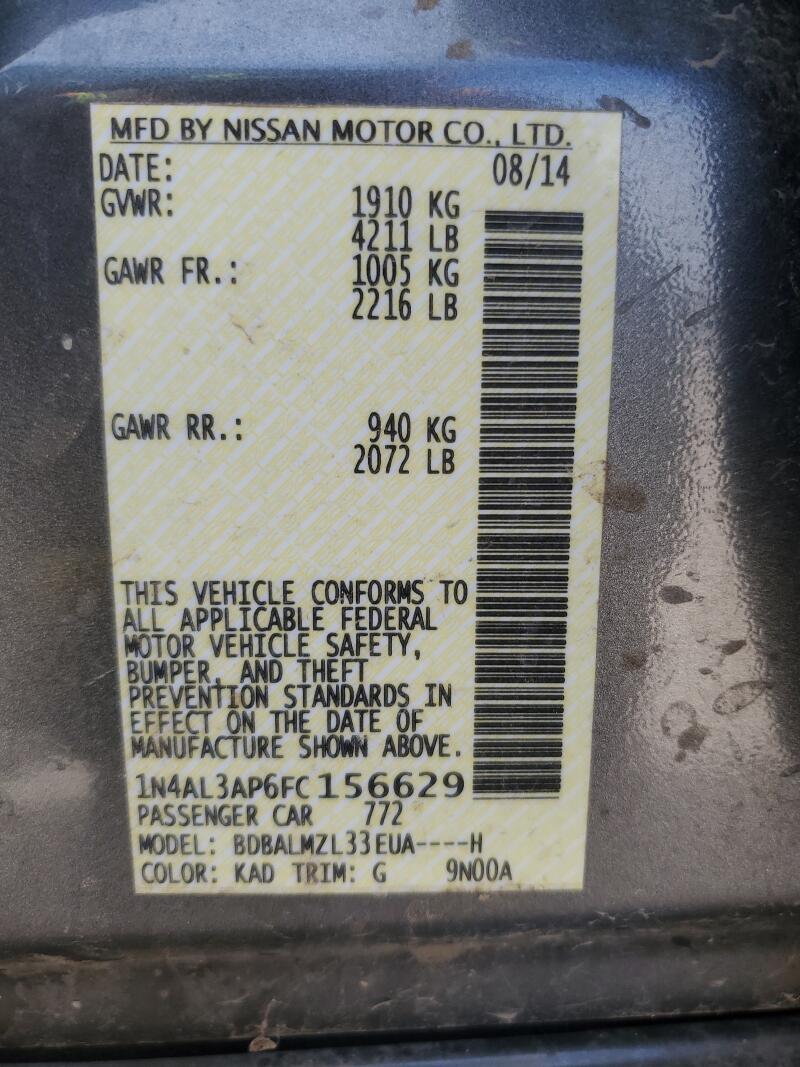 MFD BY NISSAN MOTOR CO., LTD.
DATE: 08/14
GVWR: 1910 KG
4211 LB
GAWR FR.: 1005 KG
2216 LB
GAWR RR.: 940 KG
2072 LB
THIS VEHICLE CONFORMS TO
ALL APPLICABLE FEDERAL
MOTOR VEHICLE SAFETY,
BUMPER, AND THEFT
PREVENTION STANDARDS IN
EFFECT ON THE DATE OF
MANUFACTURE SHOWN ABOVE.
1N4AL3AP6FC156629
PASSENGER CAR 772
MODEL: BDBALMZL33EUA----H
COLOR: KAD TRIM: G 9N00A